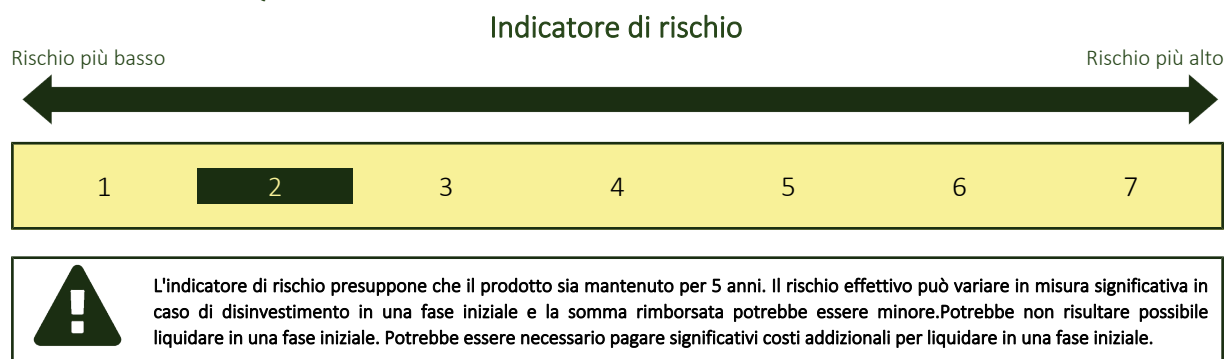 Indicatore di rischio
Rischio più basso
Rischio più alto
1 2 3 4 5 6 7
L'indicatore di rischio presuppone che il prodotto sia mantenuto per 5 anni. Il rischio effettivo può variare in misura significativa in
caso di disinvestimento in una fase iniziale e la somma rimborsata potrebbe essere minore.Potrebbe non risultare possibile
liquidare in una fase iniziale. Potrebbe essere necessario pagare significativi costi addizionali per liquidare in una fase iniziale.